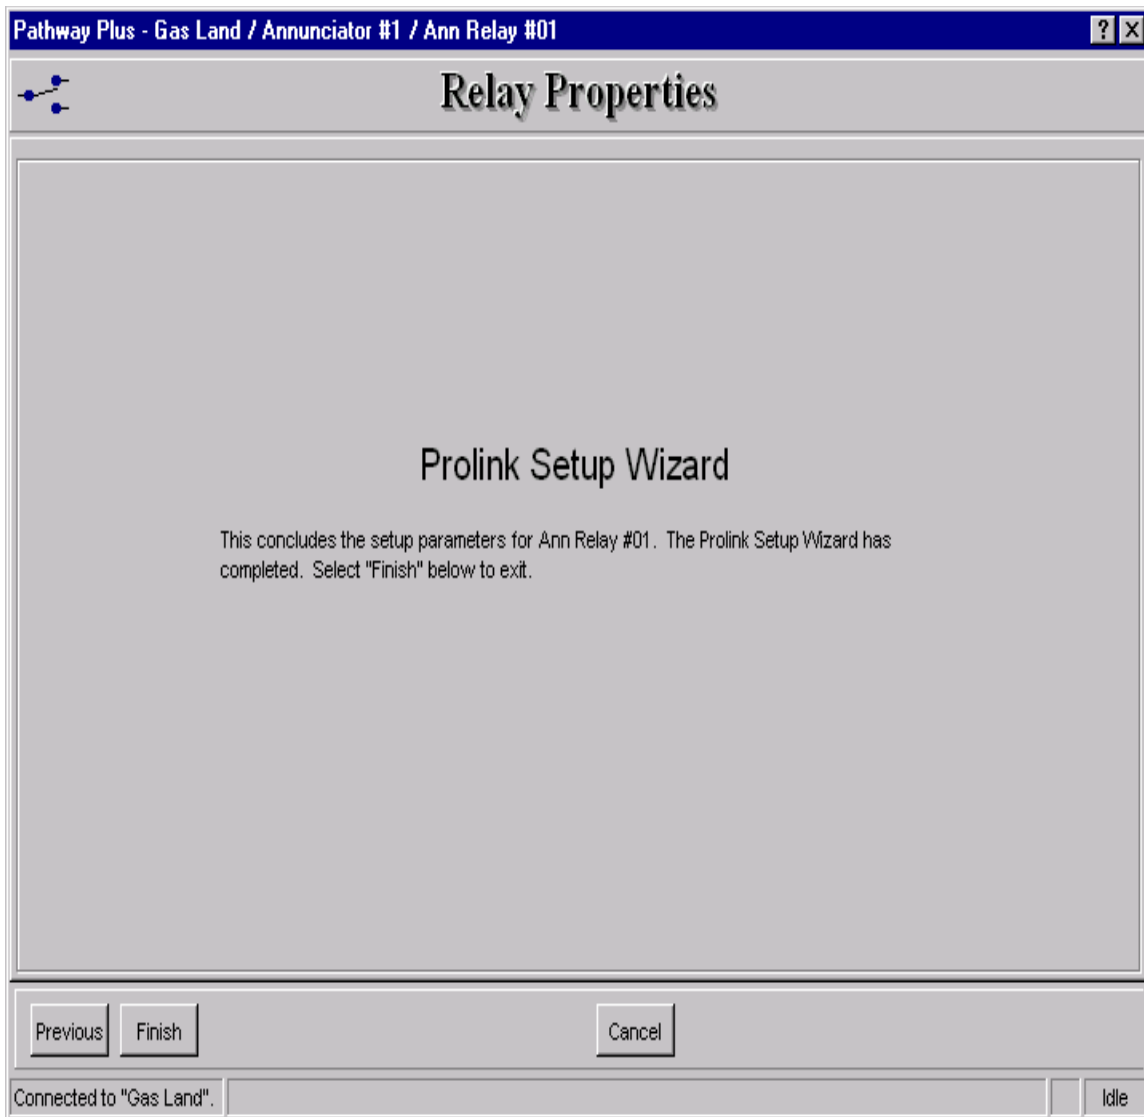 Pathway Plus - Gas Land / Annunciator #1 / Ann Relay #01
? X
Relay Properties
Prolink Setup Wizard
This concludes the setup parameters for Ann Relay #01. The Prolink Setup Wizard has
completed. Select "Finish" below to exit.
Previous Finish Cancel
Connected to "Gas Land". Idle